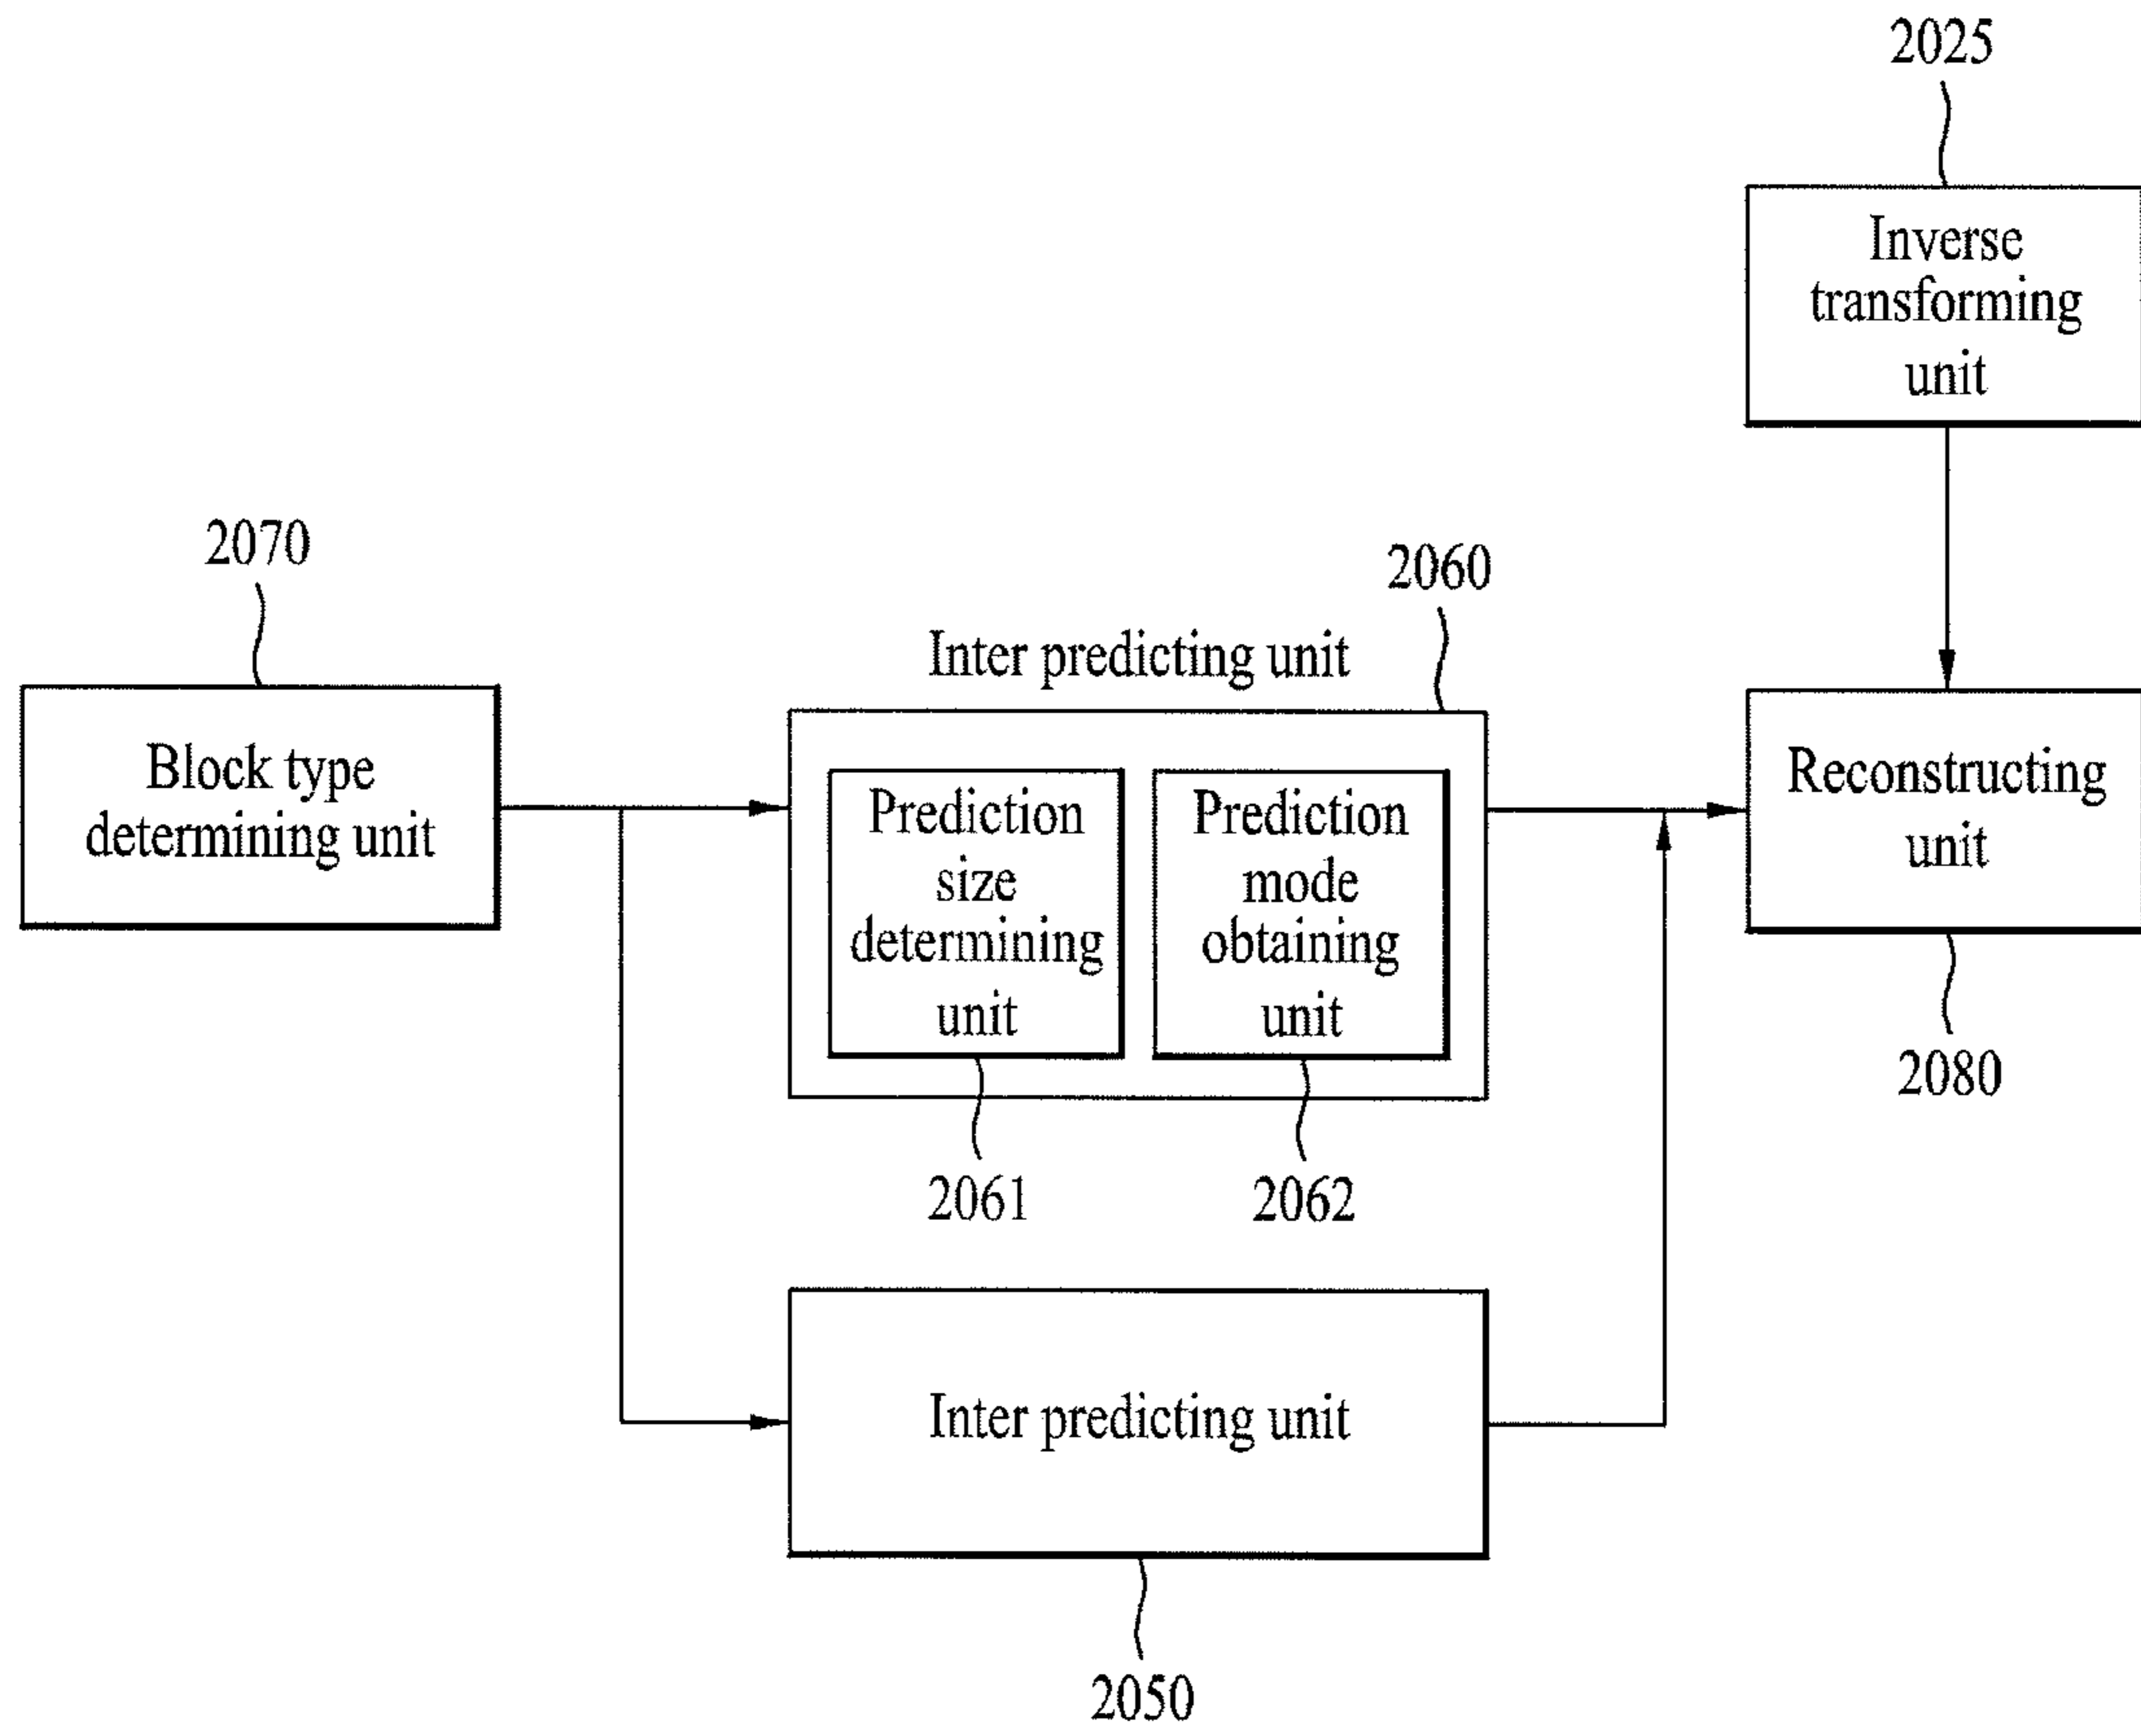 2025
Inverse
transforming
unit
2070
2060
Inter predicting unit
Block type
determining unit
Prediction
size
determining
unit
Prediction
mode
obtaining
unit
Reconstructing
unit
2061
2062
2080
Inter predicting unit
2050